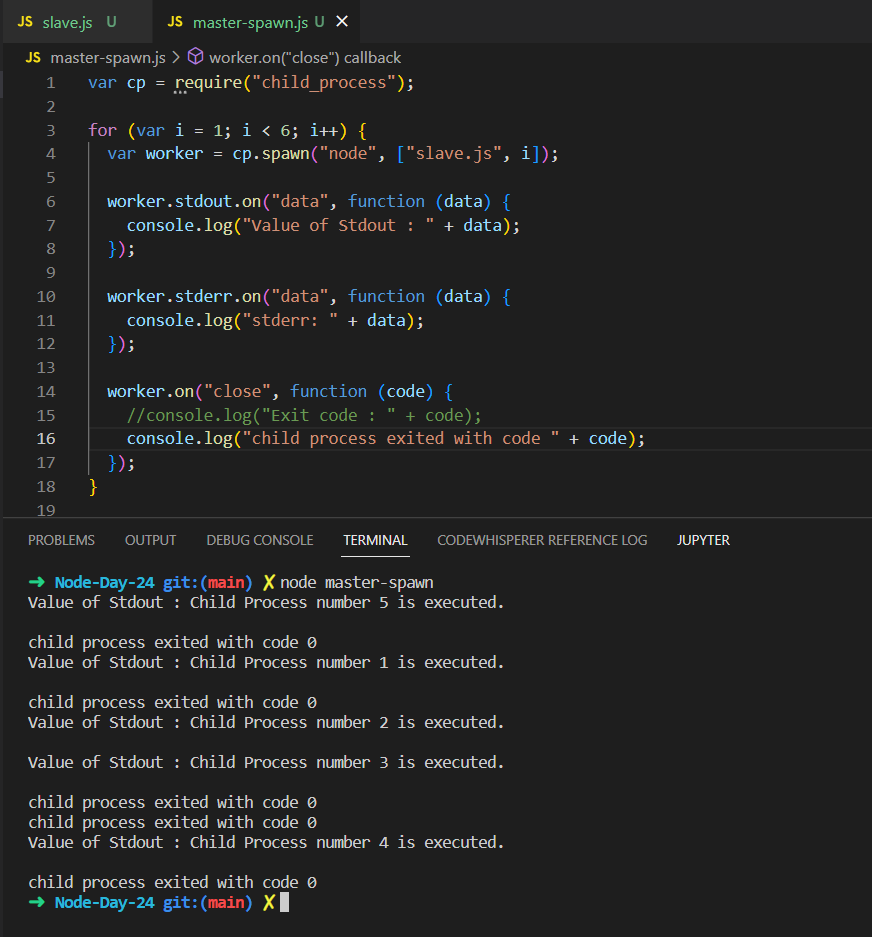 JS slave.js U JS master-spawn.js U ✕
JS master-spawn.js > worker.on("close") callback
1 var cp = require("child_process");
2
3 for (var i = 1; i < 6; i++) {
4 var worker = cp.spawn("node", ["slave.js", i]);
5
6 worker.stdout.on("data", function (data) {
7 console.log("Value of Stdout : " + data);
8 });
9
10 worker.stderr.on("data", function (data) {
11 console.log("stderr: " + data);
12 });
13
14 worker.on("close", function (code) {
15 //console.log("Exit code : " + code);
16 console.log("child process exited with code " + code);
17 });
18 }
19
PROBLEMS OUTPUT DEBUG CONSOLE TERMINAL CODEWHISPERER REFERENCE LOG JUPYTER
➜ Node-Day-24 git:(main) ✗ node master-spawn
Value of Stdout : Child Process number 5 is executed.
child process exited with code 0
Value of Stdout : Child Process number 1 is executed.
child process exited with code 0
Value of Stdout : Child Process number 2 is executed.
Value of Stdout : Child Process number 3 is executed.
child process exited with code 0
child process exited with code 0
Value of Stdout : Child Process number 4 is executed.
child process exited with code 0
➜ Node-Day-24 git:(main) ✗